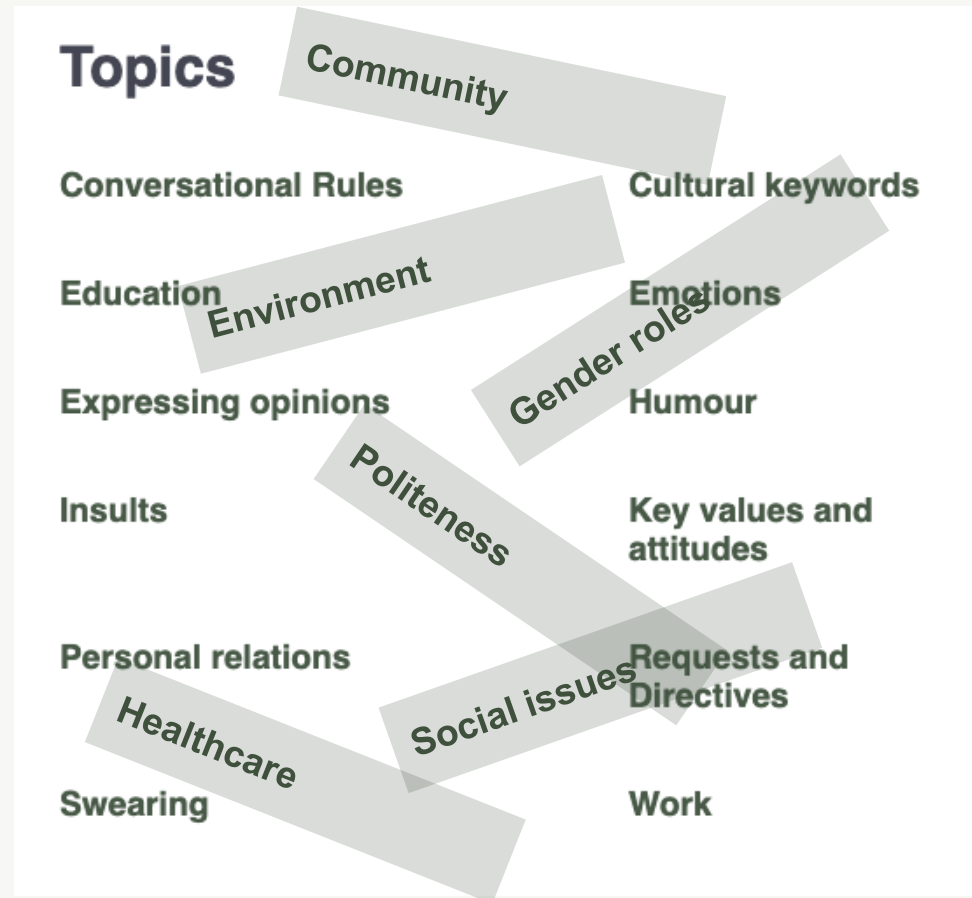 Topics
Community
Conversational Rules
Cultural keywords
Environment
Education
Emotions
Gender roles
Expressing opinions
Humour
Politeness
Insults
Key values and
attitudes
Personal relations
Requests and
Directives
Social issues
Healthcare
Swearing
Work